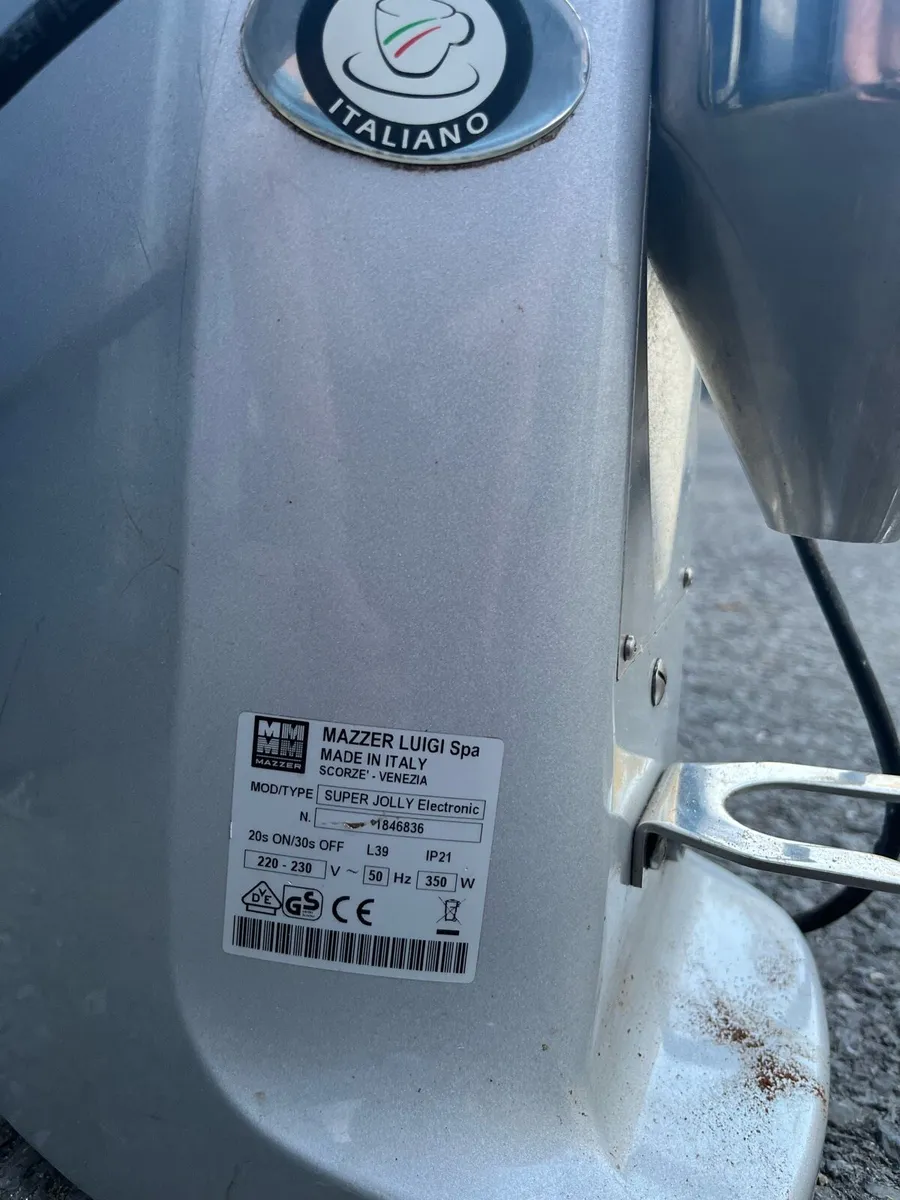 ITALIANO
MAZZER
MAZZER LUIGI Spa
MADE IN ITALY
SCORZE' - VENEZIA
MOD/TYPE SUPER JOLLY Electronic
N. 1846836
20s ON/30s OFF L39 IP21
220 - 230 V ~ 50 Hz 350 W
DVE GS CE